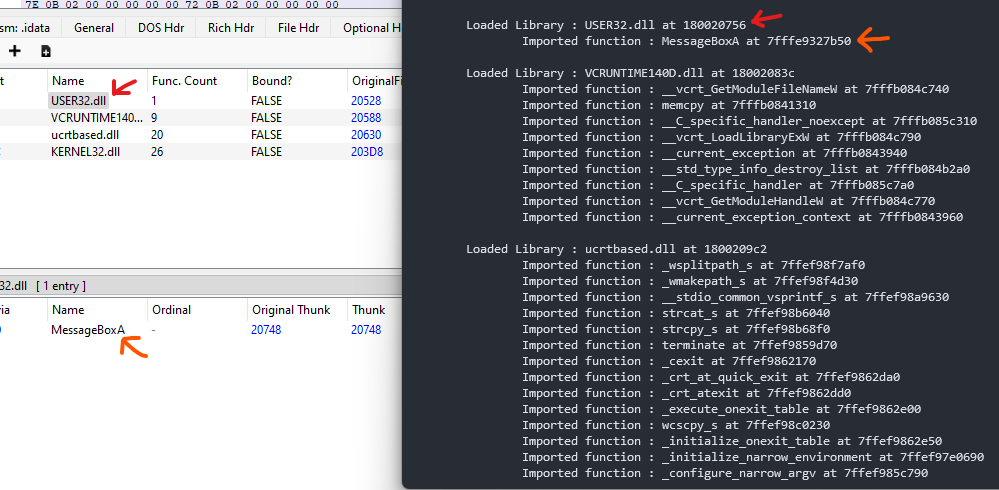 7E 0B 02 72 0B 02
sm: .idata General DOS Hdr Rich Hdr File Hdr Optional H
Name Func. Count Bound? OriginalFi
USER32.dll 1 FALSE 20528
VCRUNTIME140... 9 FALSE 20588
ucrtbased.dll 20 FALSE 20630
KERNEL32.dll 26 FALSE 203D8
32.dll [ 1 entry ]
via Name Ordinal Original Thunk Thunk
MessageBoxA - 20748 20748
Loaded Library : USER32.dll at 180020756
Imported function : MessageBoxA at 7fffe9327b50
Loaded Library : VCRUNTIME140D.dll at 18002083c
Imported function : __vcrt_GetModuleFileNameW at 7fffb084c740
Imported function : memcpy at 7fffb0841310
Imported function : __C_specific_handler_noexcept at 7fffb085c310
Imported function : __vcrt_LoadLibraryExW at 7fffb084c790
Imported function : __current_exception at 7fffb0843940
Imported function : __std_type_info_destroy_list at 7fffb084b2a0
Imported function : __C_specific_handler at 7fffb085c7a0
Imported function : __vcrt_GetModuleHandleW at 7fffb084c770
Imported function : __current_exception_context at 7fffb0843960
Loaded Library : ucrtbased.dll at 1800209c2
Imported function : _wsplitpath_s at 7ffef98f7af0
Imported function : _wmakepath_s at 7ffef98f4d30
Imported function : __stdio_common_vsprintf_s at 7ffef98a9630
Imported function : strcat_s at 7ffef98b6040
Imported function : strcpy_s at 7ffef98b68f0
Imported function : terminate at 7ffef9859d70
Imported function : _cexit at 7ffef9862170
Imported function : _crt_at_quick_exit at 7ffef9862da0
Imported function : _crt_atexit at 7ffef9862dd0
Imported function : _execute_onexit_table at 7ffef9862e00
Imported function : wcscpy_s at 7ffef98c0230
Imported function : _initialize_onexit_table at 7ffef9862e50
Imported function : _initialize_narrow_environment at 7ffef97e0690
Imported function : _configure_narrow_argv at 7ffef985c790